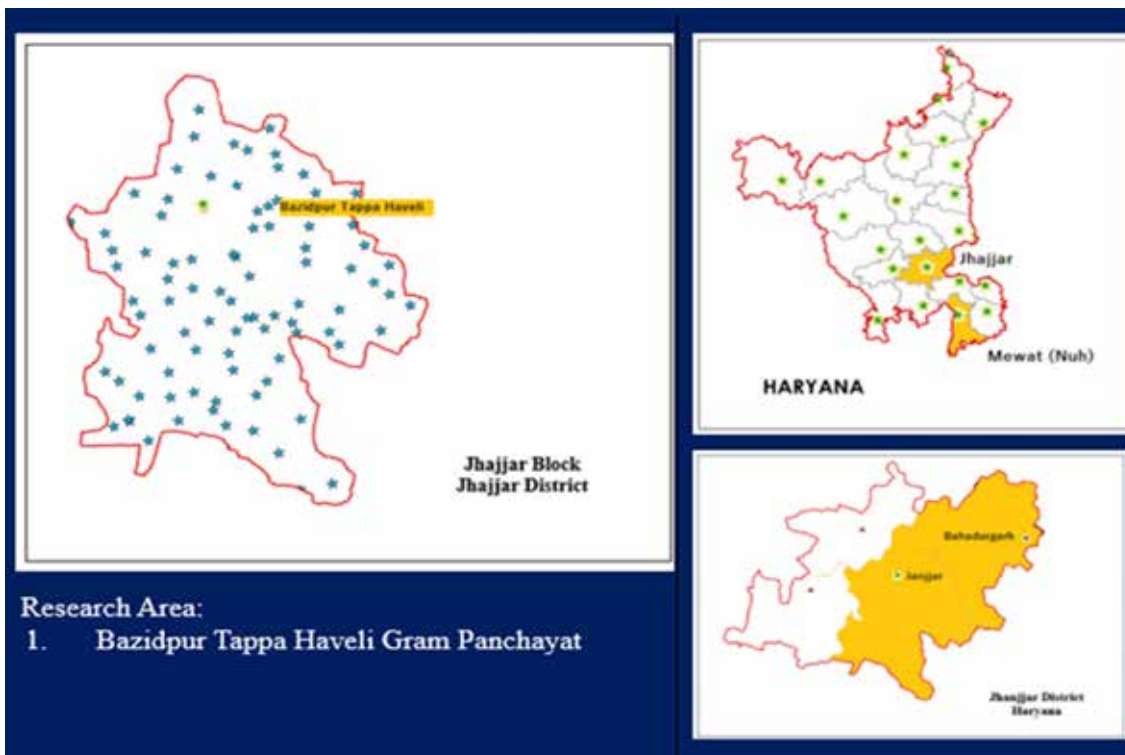 Bazidpur Tappa Haveli
Jhajjar Block
Jhajjar District
Research Area:
1. Bazidpur Tappa Haveli Gram Panchayat
Jhajjar
Mewat (Nuh)
HARYANA
Bahadurgarh
Janjjar
Jhanjjar District
Haryana